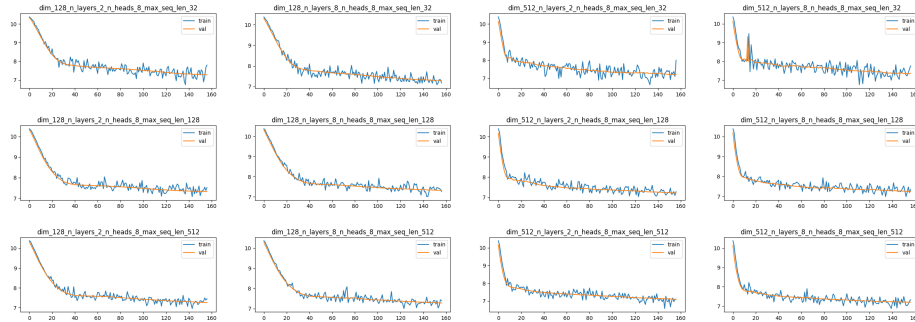 dim_128_n_layers_2_n_heads_8_max_seq_len_32
train
val
10
9
8
7
0 20 40 60 80 100 120 140 160
dim_128_n_layers_8_n_heads_8_max_seq_len_32
train
val
10
9
8
7
0 20 40 60 80 100 120 140 160
dim_512_n_layers_2_n_heads_8_max_seq_len_32
train
val
10
9
8
7
0 20 40 60 80 100 120 140 160
dim_512_n_layers_8_n_heads_8_max_seq_len_32
train
val
10
9
8
7
0 20 40 60 80 100 120 140 160
dim_128_n_layers_2_n_heads_8_max_seq_len_128
train
val
10
9
8
7
0 20 40 60 80 100 120 140 160
dim_128_n_layers_8_n_heads_8_max_seq_len_128
train
val
10
9
8
7
0 20 40 60 80 100 120 140 160
dim_512_n_layers_2_n_heads_8_max_seq_len_128
train
val
10
9
8
7
0 20 40 60 80 100 120 140 160
dim_512_n_layers_8_n_heads_8_max_seq_len_128
train
val
10
9
8
7
0 20 40 60 80 100 120 140 160
dim_128_n_layers_2_n_heads_8_max_seq_len_512
train
val
10
9
8
7
0 20 40 60 80 100 120 140 160
dim_128_n_layers_8_n_heads_8_max_seq_len_512
train
val
10
9
8
7
0 20 40 60 80 100 120 140 160
dim_512_n_layers_2_n_heads_8_max_seq_len_512
train
val
10
9
8
7
0 20 40 60 80 100 120 140 160
dim_512_n_layers_8_n_heads_8_max_seq_len_512
train
val
10
9
8
7
0 20 40 60 80 100 120 140 160